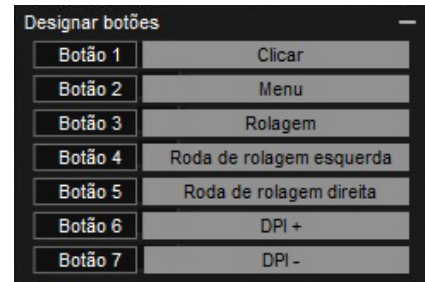 Designar botões
Botão 1 Clicar
Botão 2 Menu
Botão 3 Rolagem
Botão 4 Roda de rolagem esquerda
Botão 5 Roda de rolagem direita
Botão 6 DPI +
Botão 7 DPI -